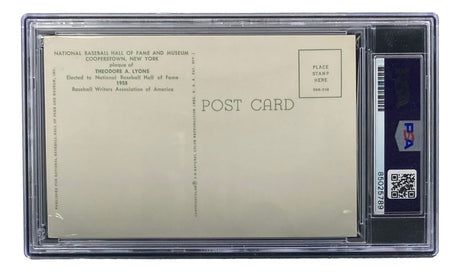 NATIONAL BASEBALL HALL OF FAME AND MUSEUM
COOPERSTOWN, NEW YORK
plaque of
THEODORE A. LYONS
Elected to National Baseball Hall of Fame
1955
Baseball Writers Association of America
PLACE
STAMP
HERE
POST CARD
PSA
85025789